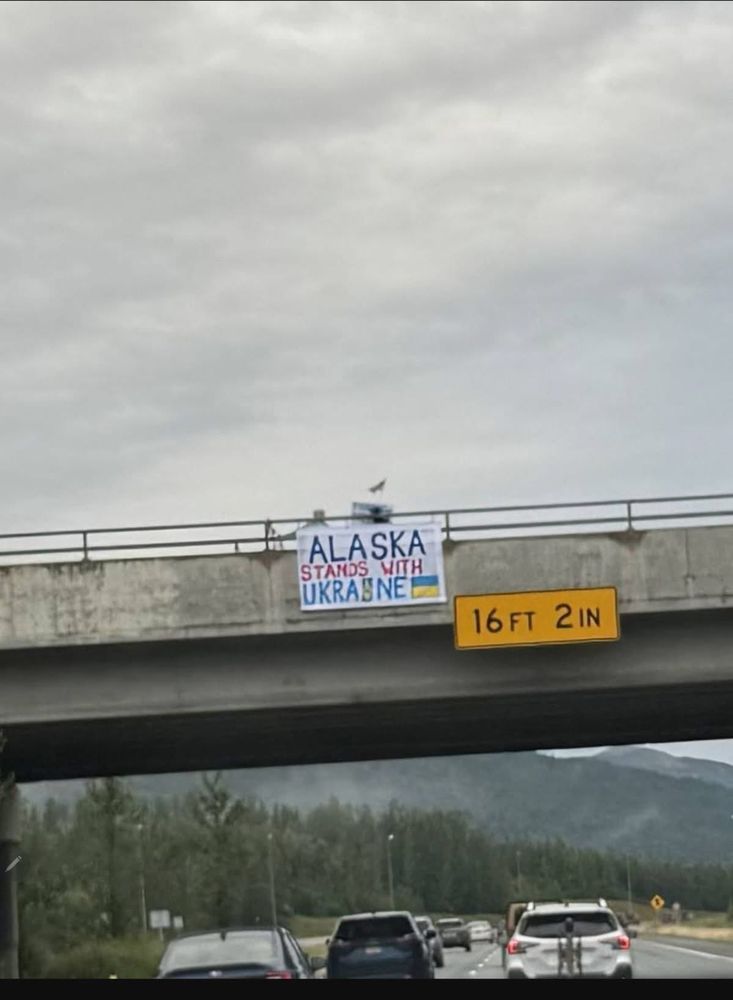 ALASKA
STANDS WITH
UKRAINE
16 FT 2 IN